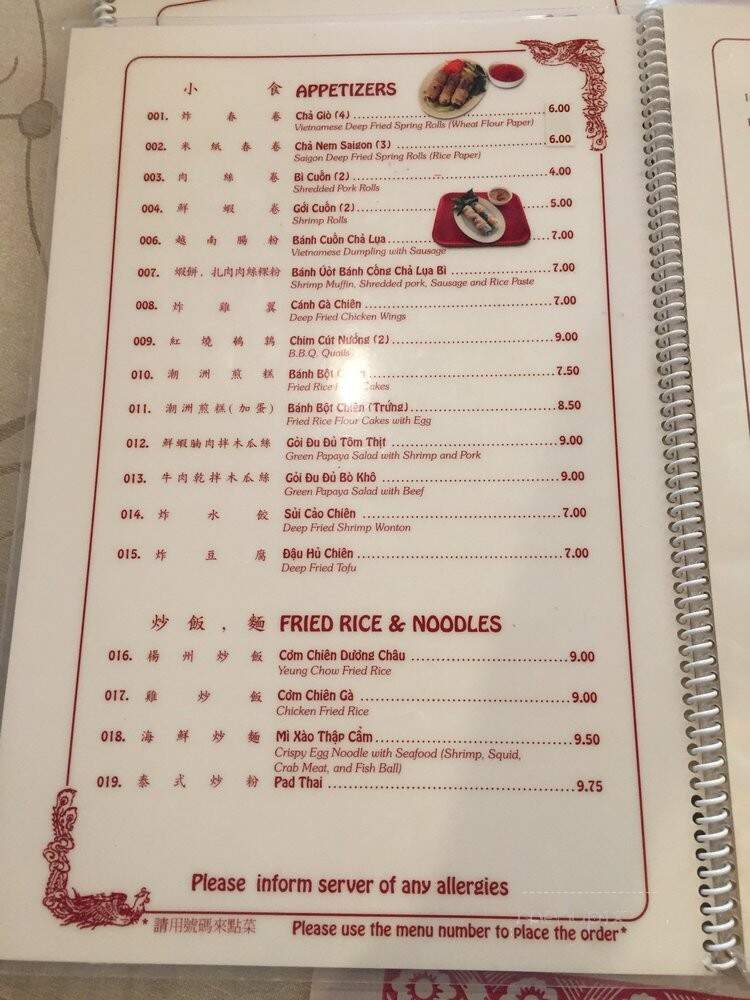 小 食 APPETIZERS
001. 炸 春 卷 Chả Giò (4) 6.00
Vietnamese Deep Fried Spring Rolls (Wheat Flour Paper)
002. 米 紙 春 卷 Chả Nem Saigon (3) 6.00
Saigon Deep Fried Spring Rolls (Rice Paper)
003. 肉 絲 卷 Bì Cuốn (2) 4.00
Shredded Pork Rolls
004. 鮮 蝦 卷 Gỏi Cuốn (2) 5.00
Shrimp Rolls
006. 越 南 腸 粉 Bánh Cuốn Chả Lụa 7.00
Vietnamese Dumpling with Sausage
007. 蝦餅, 扎肉肉絲粿粉 Bánh Uót Bánh Cống Chả Lụa Bì 7.00
Shrimp Muffin, Shredded pork, Sausage and Rice Paste
008. 炸 雞 翼 Cánh Gà Chiên 7.00
Deep Fried Chicken Wings
009. 紅 燒 鵪 鶉 Chim Cút Nướng (2) 9.00
B.B.Q. Quails
010. 潮 洲 煎 糕 Bánh Bột 7.50
Fried Rice Cakes
011. 潮洲煎糕(加蛋) Bánh Bột Chiên (Trứng) 8.50
Fried Rice Flour Cakes with Egg
012. 鮮蝦腩肉拌木瓜絲 Gỏi Đu Đủ Tôm Thịt 9.00
Green Papaya Salad with Shrimp and Pork
013. 牛肉乾拌木瓜絲 Gỏi Đu Đủ Bò Khô 9.00
Green Papaya Salad with Beef
014. 炸 水 餃 Sủi Cảo Chiên 7.00
Deep Fried Shrimp Wonton
015. 炸 豆 腐 Đậu Hủ Chiên 7.00
Deep Fried Tofu
炒 飯 , 麵 FRIED RICE & NOODLES
016. 楊 州 炒 飯 Cơm Chiên Dương Châu 9.00
Yeung Chow Fried Rice
017. 雞 炒 飯 Cơm Chiên Gà 9.00
Chicken Fried Rice
018. 海 鮮 炒 麵 Mì Xào Thập Cẩm 9.50
Crispy Egg Noodle with Seafood (Shrimp, Squid,
Crab Meat, and Fish Ball)
019. 泰 式 炒 粉 Pad Thai 9.75
Please inform server of any allergies
* 請用號碼來點菜 Please use the menu number to place the order*